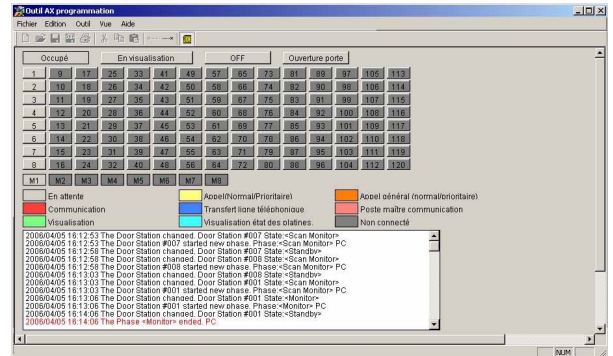 Outil AX programmation
Fichier Edition Outil Vue Aide
Occupé En visualisation OFF Ouverture porte
1 9 17 25 33 41 49 57 65 73 81 89 97 105 113
2 10 18 26 34 42 50 58 66 74 82 90 98 106 114
3 11 19 27 35 43 51 59 67 75 83 91 99 107 115
4 12 20 28 36 44 52 60 68 76 84 92 100 108 116
5 13 21 29 37 45 53 61 69 77 85 93 101 109 117
6 14 22 30 38 46 54 62 70 78 86 94 102 110 118
7 15 23 31 39 47 55 63 71 79 87 95 103 111 119
8 16 24 32 40 48 56 64 72 80 88 96 104 112 120
M1 M2 M3 M4 M5 M6 M7 M8
En attente Appel(Normal/Prioritaire) Appel général (normal/prioritaire)
Communication Transfert ligne téléphonique Poste maître communication
Visualisation Visualisation état des platines. Non connecté
2006/04/05 16:12:53 The Door Station changed. Door Station #007 State:<Scan Monitor>
2006/04/05 16:12:53 The Door Station #007 started new phase. Phase:<Scan Monitor> PC
2006/04/05 16:12:58 The Door Station changed. Door Station #007 State:<Standby>
2006/04/05 16:12:58 The Door Station changed. Door Station #008 State:<Scan Monitor>
2006/04/05 16:12:58 The Door Station #008 started new phase. Phase:<Scan Monitor> PC
2006/04/05 16:13:03 The Door Station changed. Door Station #008 State:<Standby>
2006/04/05 16:13:03 The Door Station changed. Door Station #001 State:<Scan Monitor>
2006/04/05 16:13:03 The Door Station #001 started new phase. Phase:<Scan Monitor> PC
2006/04/05 16:13:06 The Door Station changed. Door Station #001 State:<Monitor>
2006/04/05 16:13:06 The Door Station #001 started new phase. Phase:<Monitor> PC
2006/04/05 16:14:06 The Door Station changed. Door Station #001 State:<Standby>
2006/04/05 16:14:06 The Phase <Monitor> ended. PC
NUM